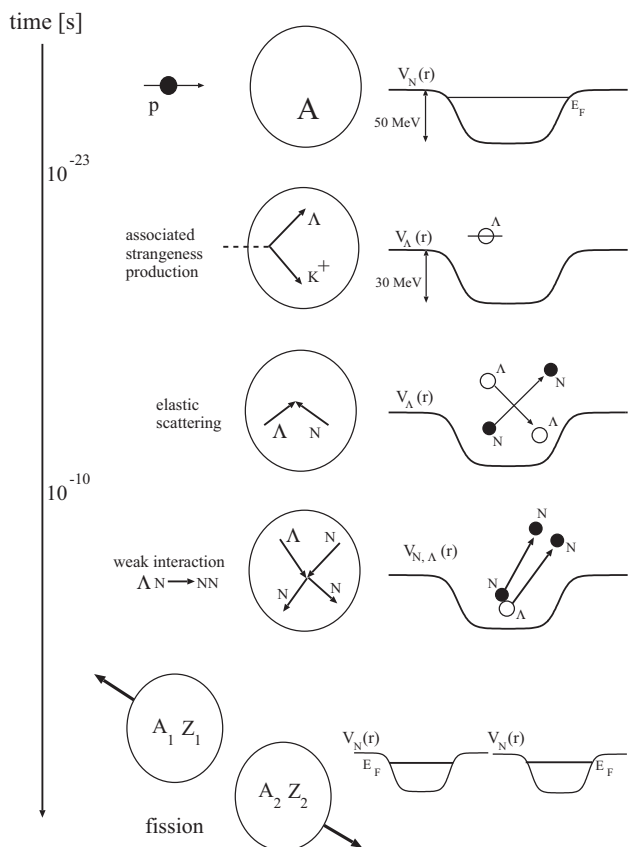 time [s]
p
A
V_N(r)
50 MeV
E_F
10^-23
associated
strangeness
production
Λ
K^+
V_Λ(r)
Λ
30 MeV
elastic
scattering
Λ
N
V_Λ(r)
Λ
N
N
Λ
10^-10
weak interaction
Λ N → NN
Λ
N
N
N
V_N, Λ(r)
N
N
N
Λ
A_1 Z_1
A_2 Z_2
V_N(r)
E_F
V_N(r)
E_F
fission